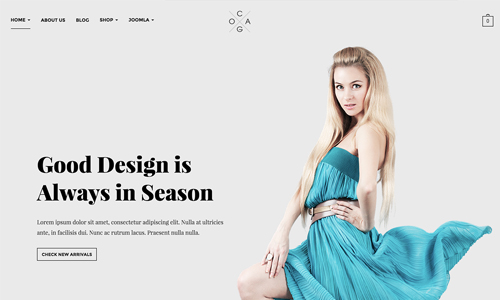 HOME ABOUT US BLOG SHOP JOOMLA
C
O A
G
0
Good Design is
Always in Season
Lorem ipsum dolor sit amet, consectetur adipiscing elit. Nulla at ultricies
ante, in facilisis dui. Nunc ac rutrum lacus. Praesent nulla nulla.
CHECK NEW ARRIVALS